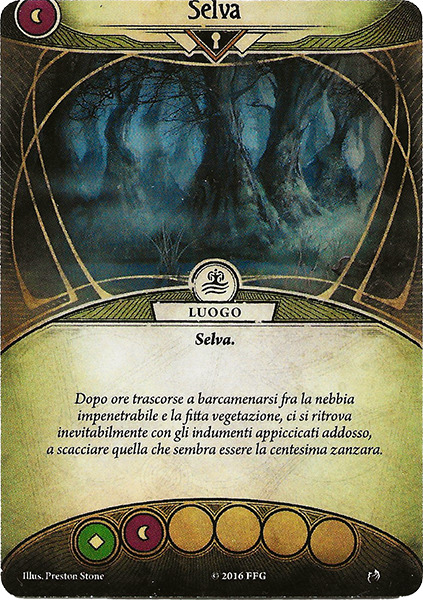 Selva
LUOGO
Selva.
Dopo ore trascorse a barcamenarsi fra la nebbia
impenetrabile e la fitta vegetazione, ci si ritrova
inevitabilmente con gli indumenti appiccicati addosso,
a scacciare quella che sembra essere la centesima zanzara.
Illus. Preston Stone
© 2016 FFG